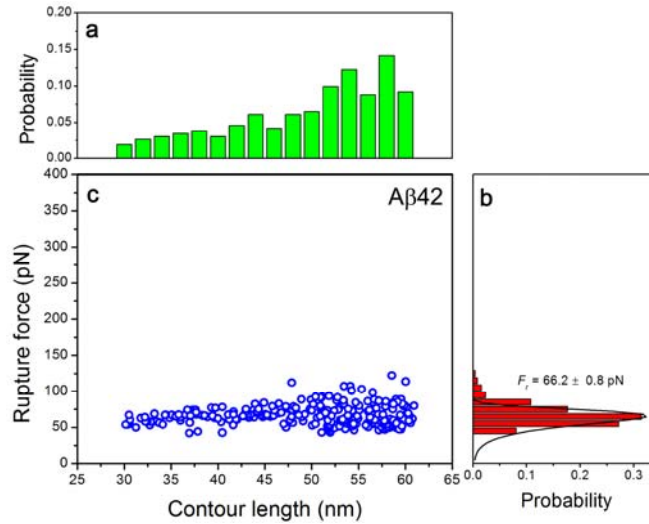 a
0.20
0.15
0.10
0.05
0.00
Probability
400
350
300
250
200
150
100
50
0
Rupture force (pN)
c
Aβ42
25 30 35 40 45 50 55 60 65
Contour length (nm)
b
Fr = 66.2 ± 0.8 pN
0.0 0.1 0.2 0.3
Probability